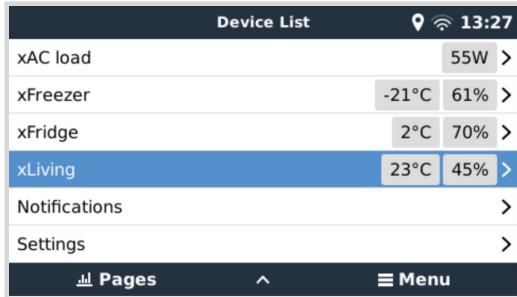 Device List 13:27
xAC load 55W
xFreezer -21°C 61%
xFridge 2°C 70%
xLiving 23°C 45%
Notifications
Settings
Pages Menu